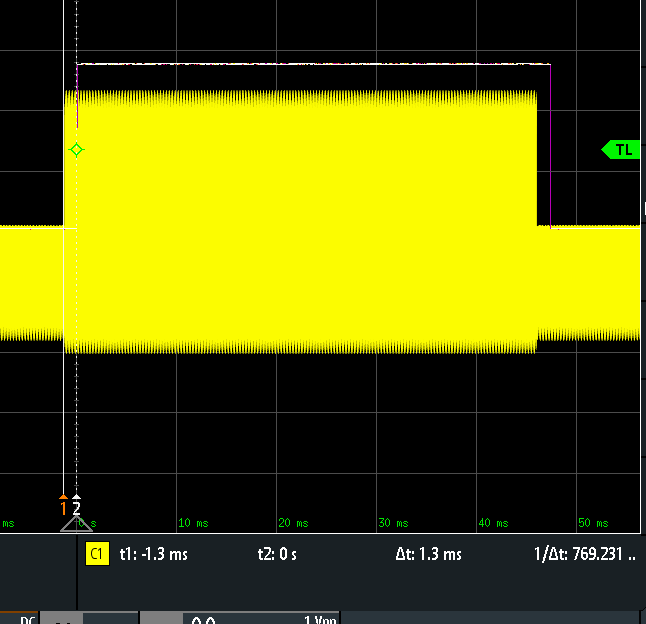 TL
1 2
ms s 10 ms 20 ms 30 ms 40 ms 50 ms
C1 t1: -1.3 ms t2: 0 s Δt: 1.3 ms 1/Δt: 769.231 ..
DC 1 Vpp